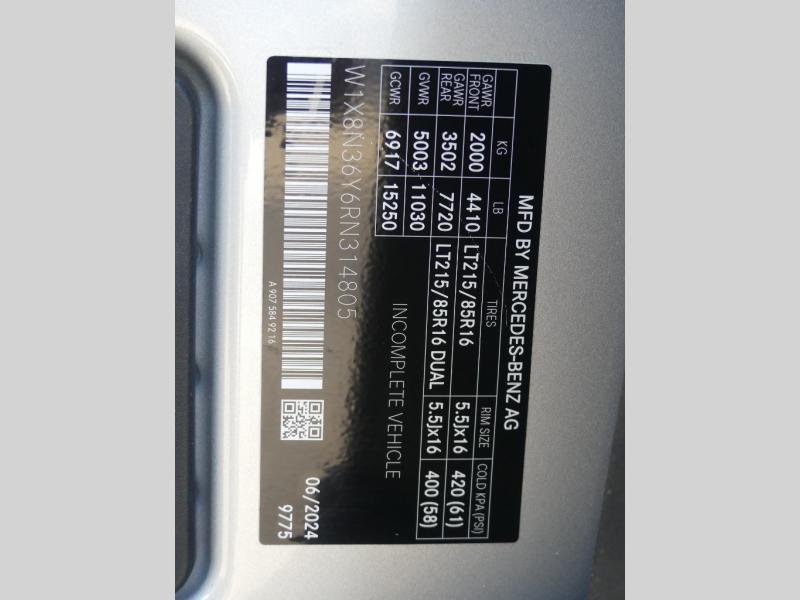 MFD BY MERCEDES-BENZ AG
KG LB TIRES RIM SIZE COLD KPA (PSI)
GAWR FRONT 2000 4410 LT215/85R16 5.5Jx16 420 (61)
GAWR REAR 3502 7720 LT215/85R16 DUAL 5.5Jx16 400 (58)
GVWR 5003 11030
GCWR 6917 15250
INCOMPLETE VEHICLE
W1X8N36Y6RN314805
06/2024
9775
A 907 584 92 16